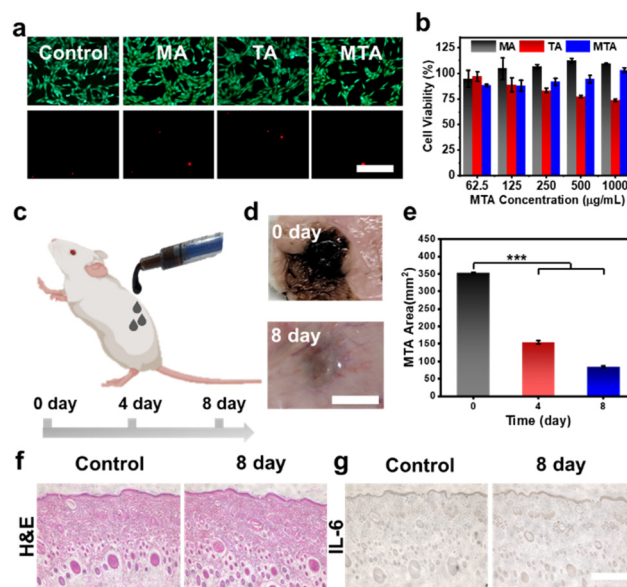 a
Control MA TA MTA
b
MA TA MTA
Cell Viability (%)
125
100
75
50
25
0
62.5 125 250 500 1000
MTA Concentration (μg/mL)
c
0 day 4 day 8 day
d
0 day
8 day
e
***
MTA Area(mm²)
450
400
350
300
250
200
150
100
50
0
0 4 8
Time (day)
f
Control 8 day
H&E
g
Control 8 day
IL-6